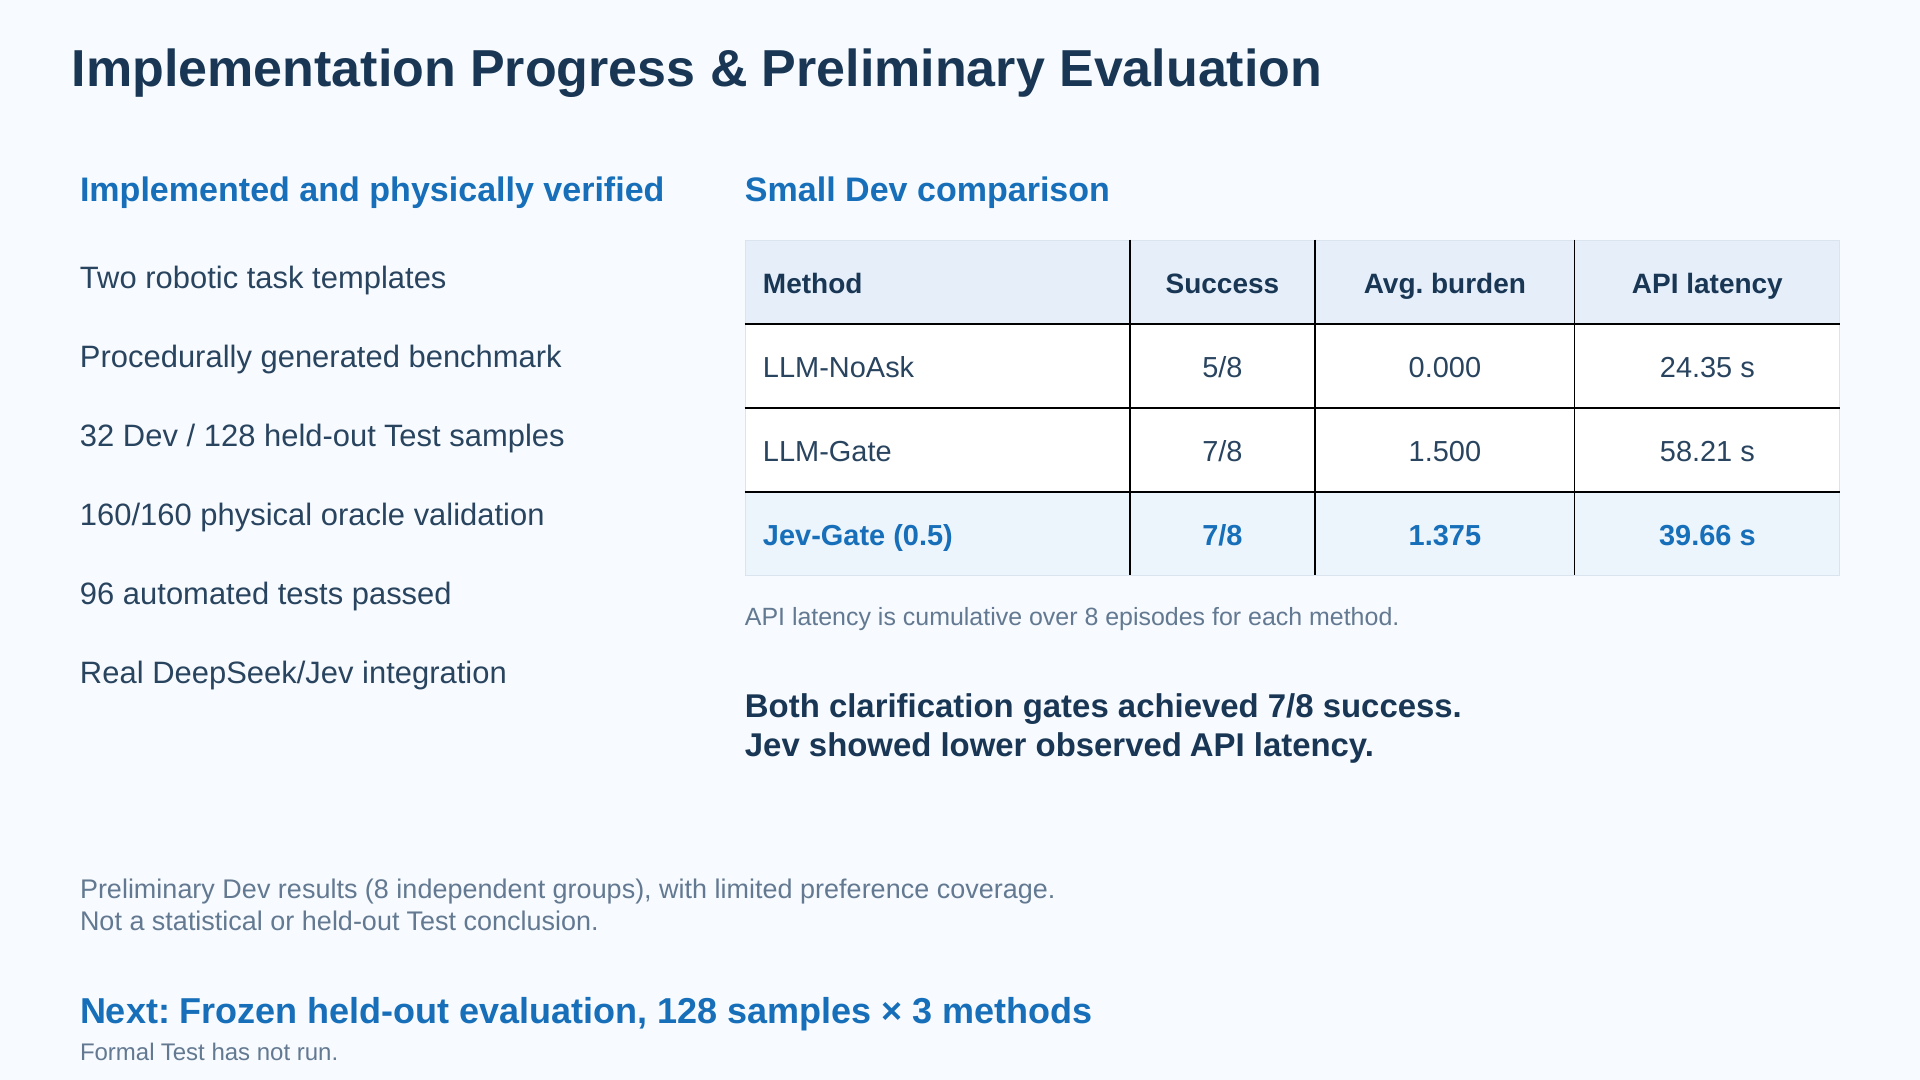 Implementation Progress & Preliminary Evaluation
Implemented and physically verified
Two robotic task templates
Procedurally generated benchmark
32 Dev / 128 held-out Test samples
160/160 physical oracle validation
96 automated tests passed
Real DeepSeek/Jev integration
Small Dev comparison
Method Success Avg. burden API latency
LLM-NoAsk 5/8 0.000 24.35 s
LLM-Gate 7/8 1.500 58.21 s
Jev-Gate (0.5) 7/8 1.375 39.66 s
API latency is cumulative over 8 episodes for each method.
Both clarification gates achieved 7/8 success.
Jev showed lower observed API latency.
Preliminary Dev results (8 independent groups), with limited preference coverage.
Not a statistical or held-out Test conclusion.
Next: Frozen held-out evaluation, 128 samples × 3 methods
Formal Test has not run.